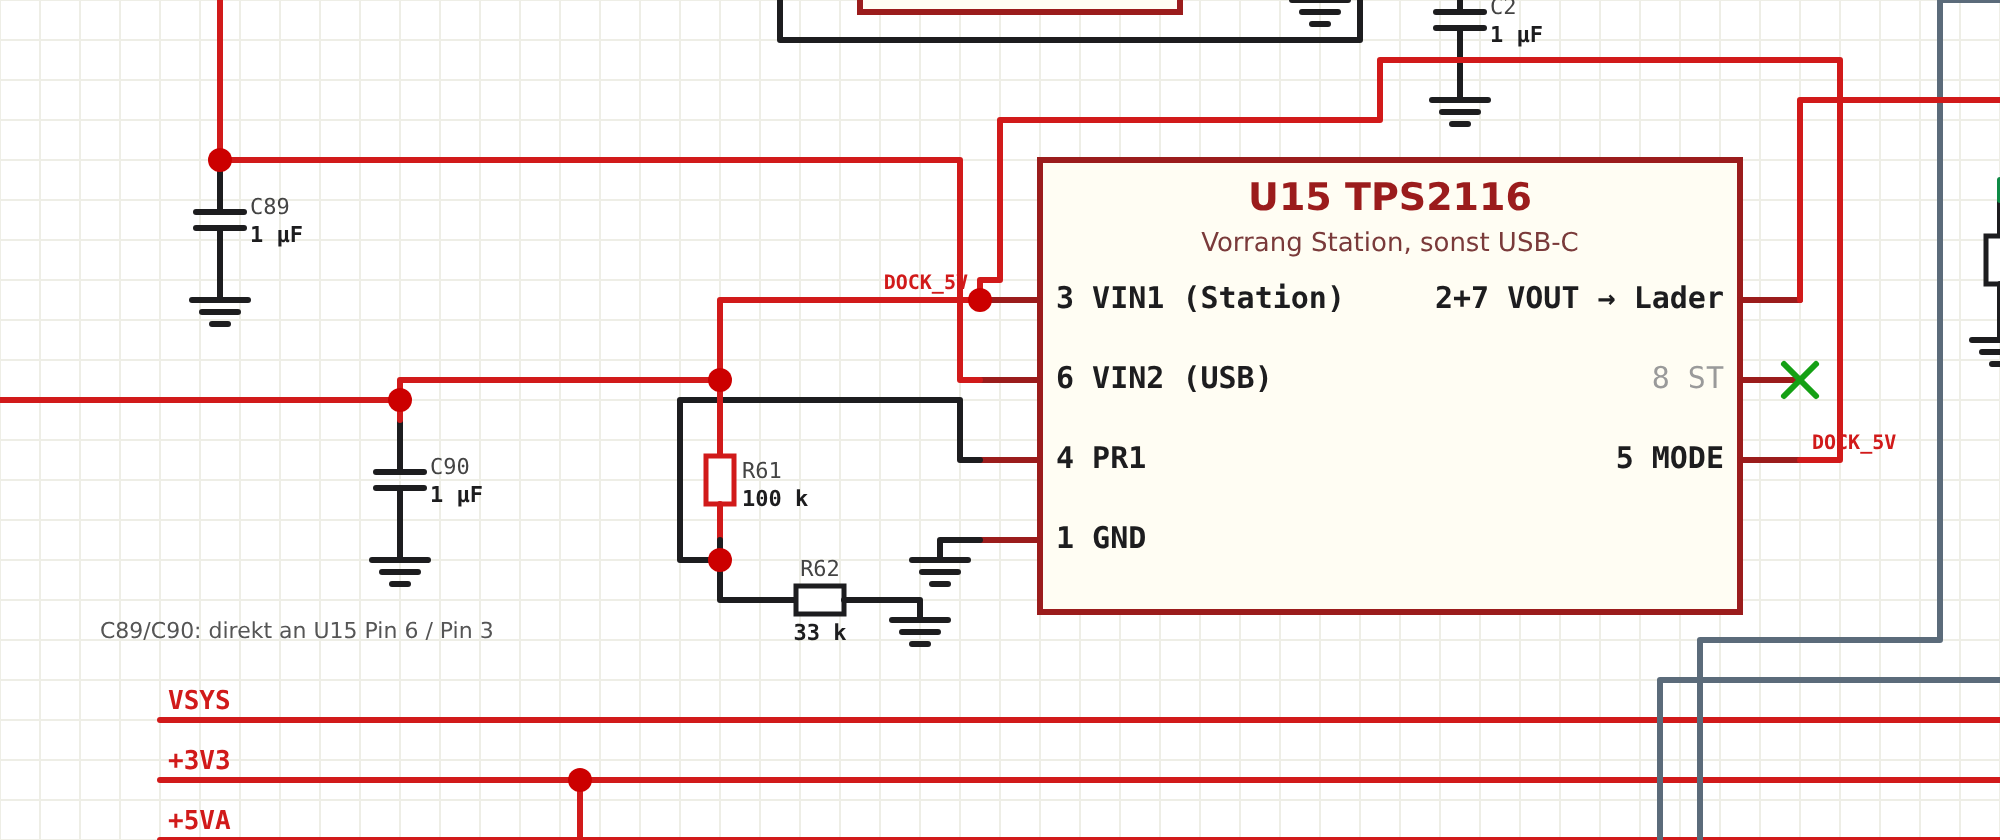 C2
1 µF
C89
1 µF
U15 TPS2116
Vorrang Station, sonst USB-C
DOCK_5V
3 VIN1 (Station)
2+7 VOUT → Lader
6 VIN2 (USB)
8 ST
DOCK_5V
4 PR1
5 MODE
C90
1 µF
R61
100 k
1 GND
R62
33 k
C89/C90: direkt an U15 Pin 6 / Pin 3
VSYS
+3V3
+5VA